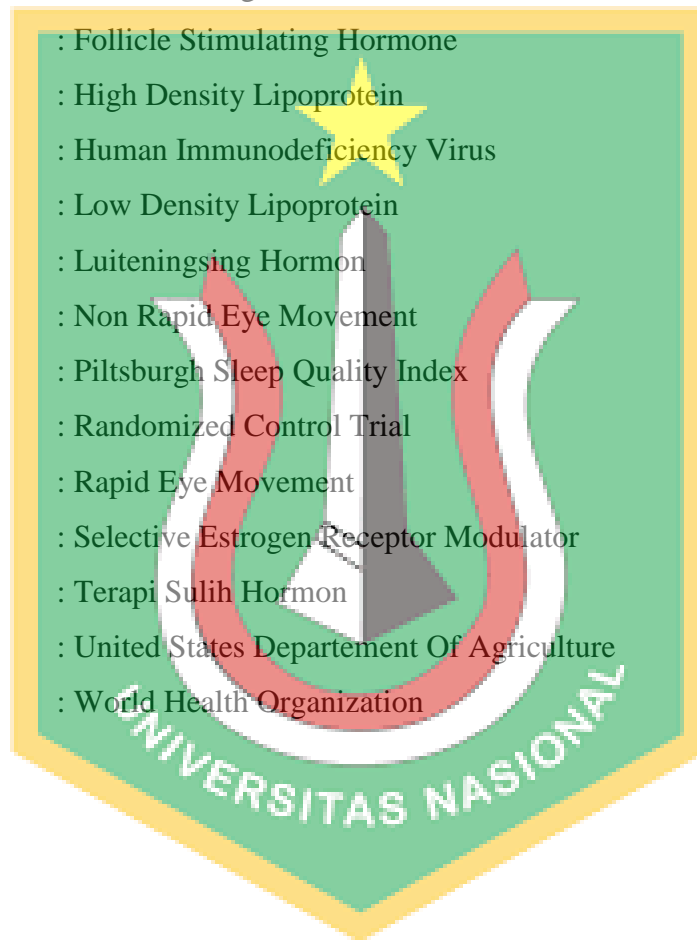 : Follicle Stimulating Hormone
: High Density Lipoprotein
: Human Immunodeficiency Virus
: Low Density Lipoprotein
: Luiteningsing Hormon
: Non Rapid Eye Movement
: Piltsburgh Sleep Quality Index
: Randomized Control Trial
: Rapid Eye Movement
: Selective Estrogen Receptor Modulator
: Terapi Sulih Hormon
: United States Departement Of Agriculture
: World Health Organization
UNIVERSITAS NASIONAL